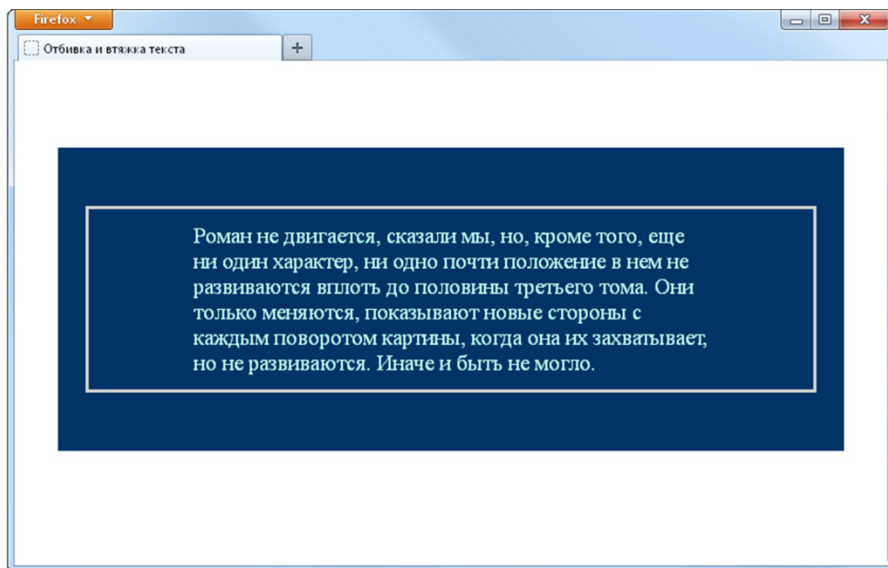 Firefox
Отбивка и втяжка текста
Роман не двигается, сказали мы, но, кроме того, еще
ни один характер, ни одно почти положение в нем не
развиваются вплоть до половины третьего тома. Они
только меняются, показывают новые стороны с
каждым поворотом картины, когда она их захватывает,
но не развиваются. Иначе и быть не могло.